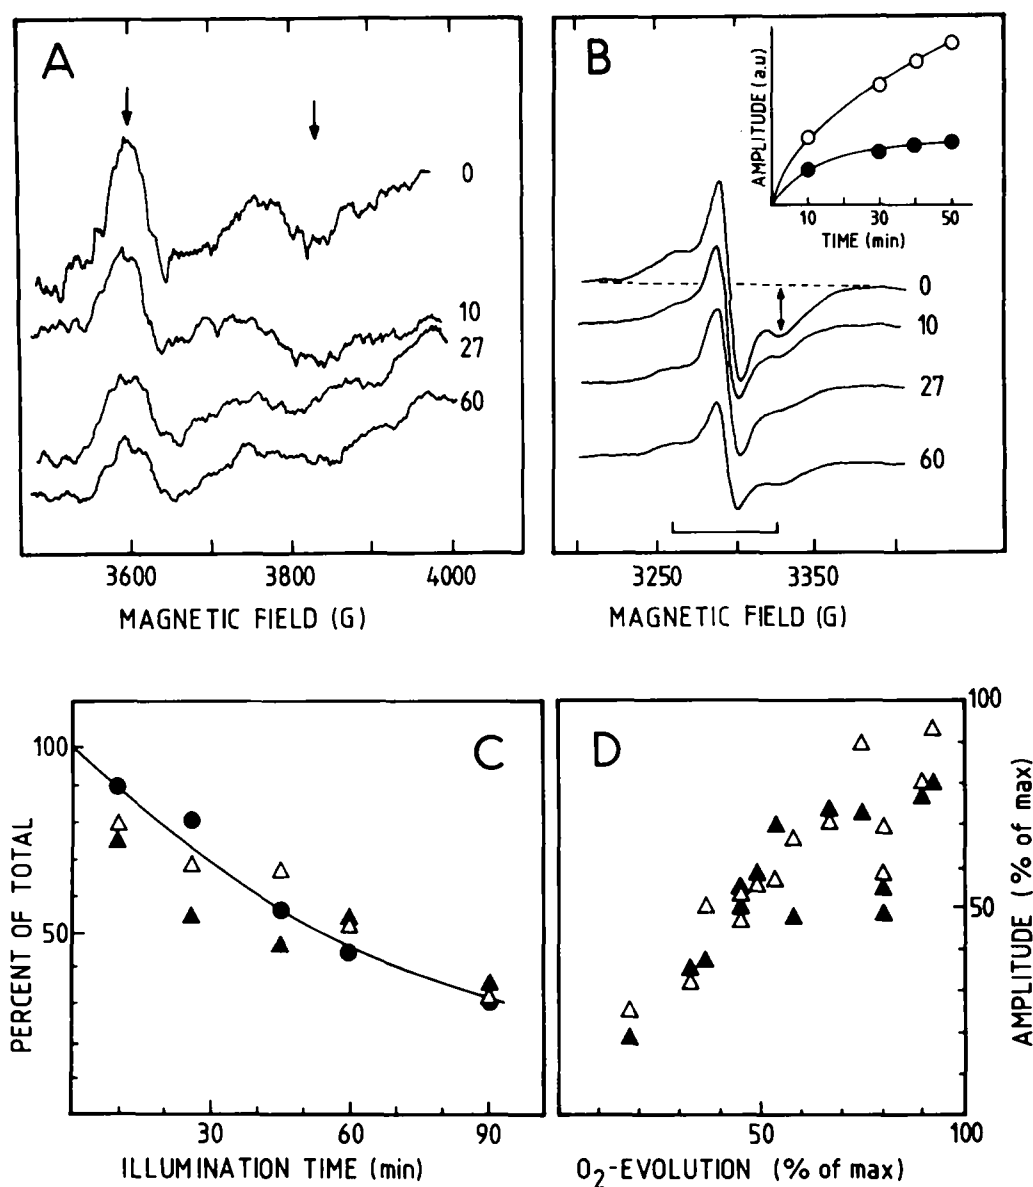 A
0
10
27
60
3600 3800 4000
MAGNETIC FIELD (G)
B
AMPLITUDE (a.u)
10 30 50
TIME (min)
0
10
27
60
3250 3350
MAGNETIC FIELD (G)
C
PERCENT OF TOTAL
100
50
30 60 90
ILLUMINATION TIME (min)
D
100
50
AMPLITUDE (% of max)
50 100
O2-EVOLUTION (% of max)